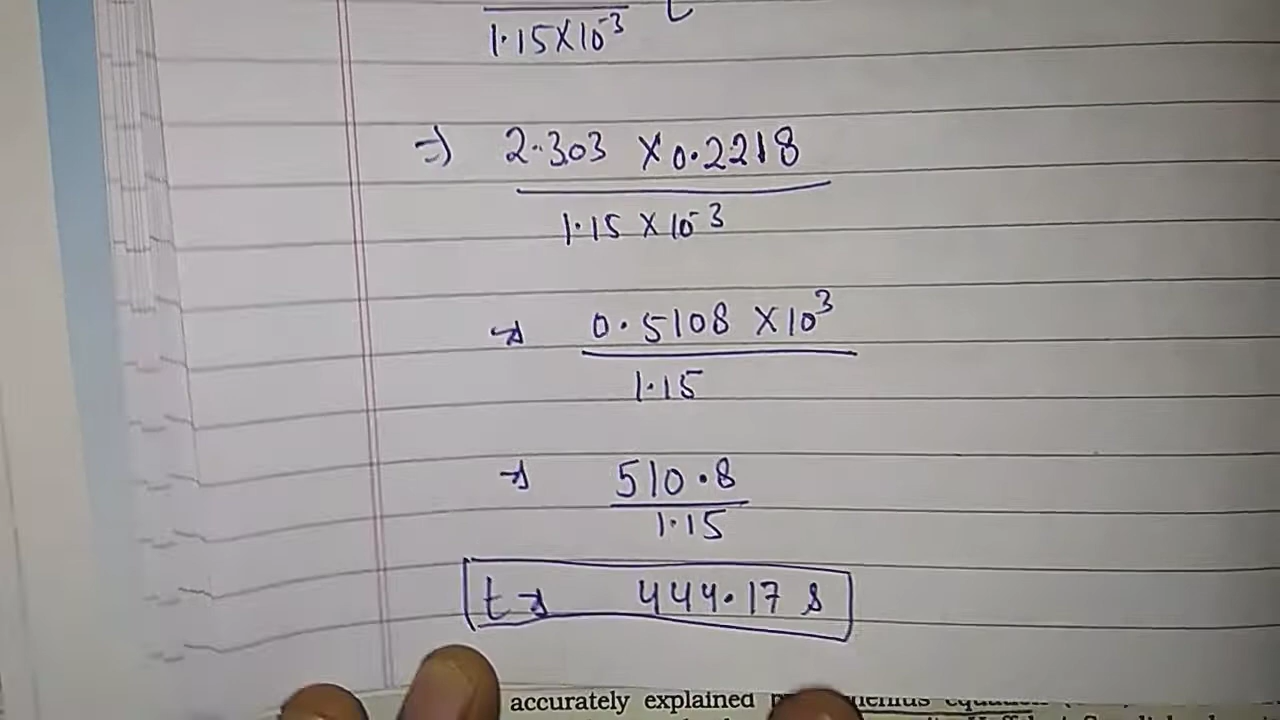 1.15×10⁻³
⇒ 2.303 × 0.2218
1.15 × 10⁻³
→ 0.5108 × 10³
1.15
→ 510.8
1.15
t → 444.17 s
accurately explained